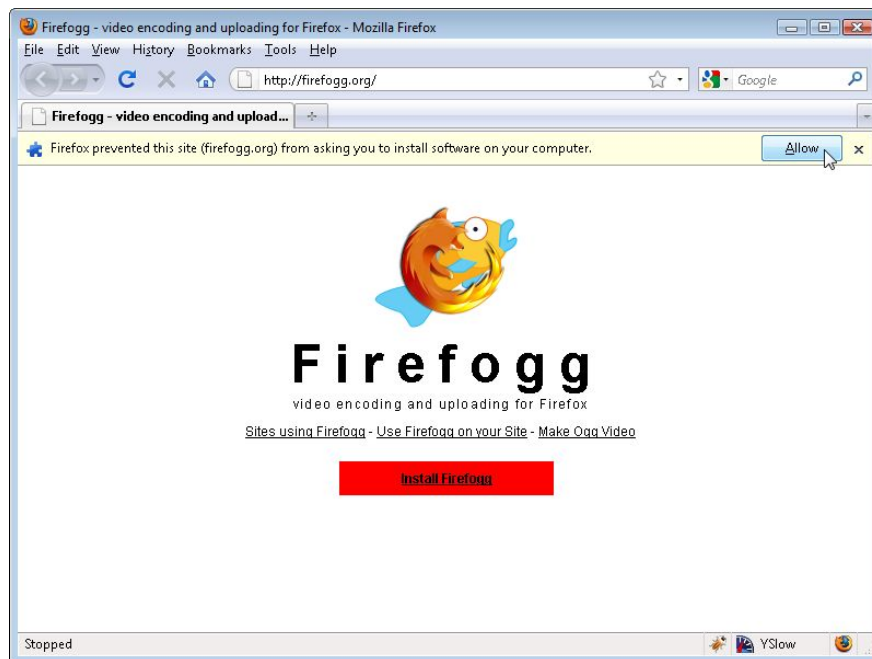 Firefogg - video encoding and uploading for Firefox - Mozilla Firefox
File Edit View History Bookmarks Tools Help
http://firefogg.org/ Google
Firefogg - video encoding and upload...
Firefox prevented this site (firefogg.org) from asking you to install software on your computer. Allow
Firefogg
video encoding and uploading for Firefox
Sites using Firefogg - Use Firefogg on your Site - Make Ogg Video
Install Firefogg
Stopped YSlow